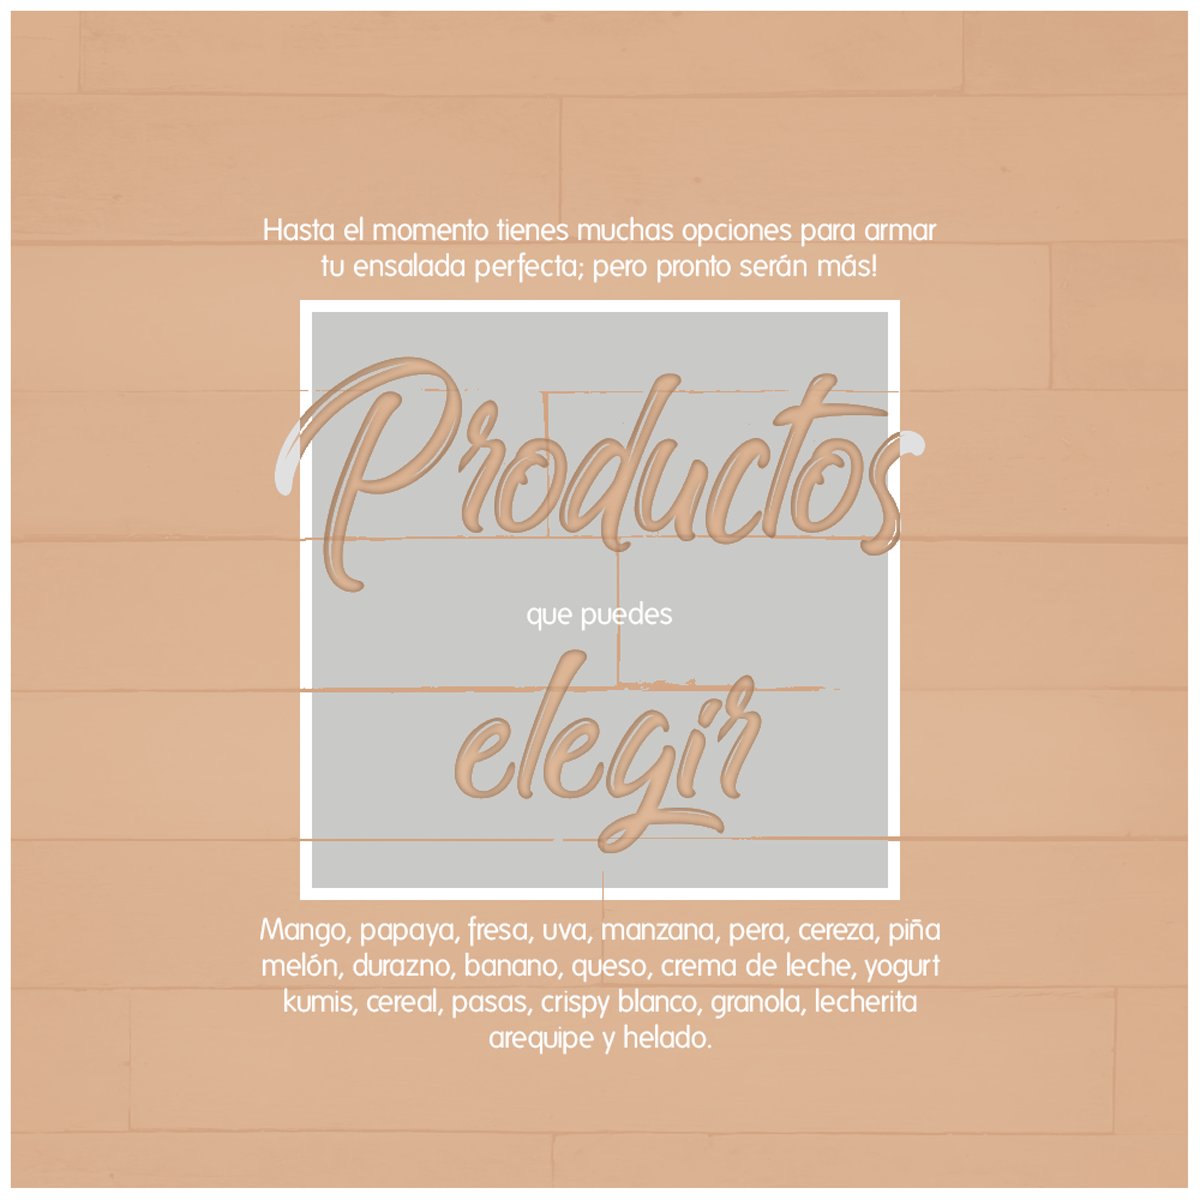 Hasta el momento tienes muchas opciones para armar
tu ensalada perfecta; pero pronto serán más!
Productos
que puedes
elegir
Mango, papaya, fresa, uva, manzana, pera, cereza, piña
melón, durazno, banano, queso, crema de leche, yogurt
kumis, cereal, pasas, crispy blanco, granola, lecherita
arequipe y helado.